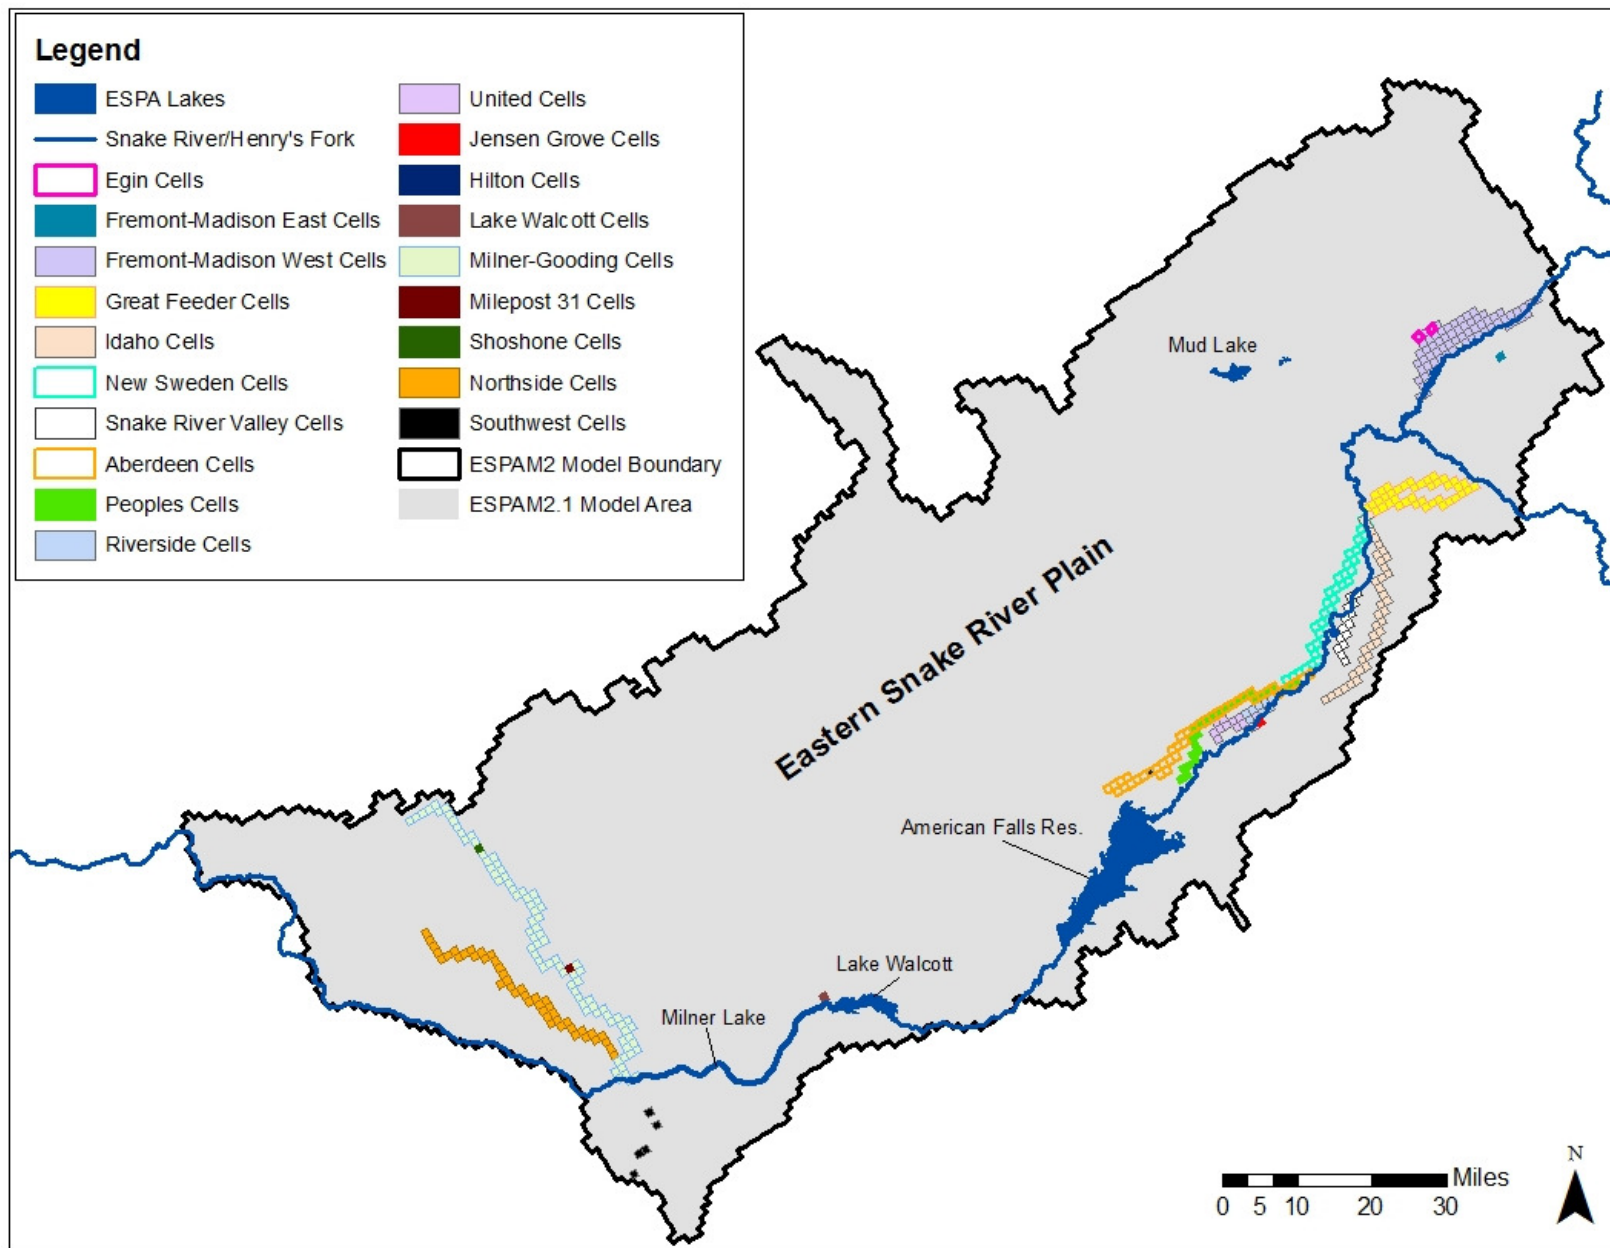 Legend
ESPA Lakes
Snake River/Henry's Fork
Egin Cells
Fremont-Madison East Cells
Fremont-Madison West Cells
Great Feeder Cells
Idaho Cells
New Sweden Cells
Snake River Valley Cells
Aberdeen Cells
Peoples Cells
Riverside Cells
United Cells
Jensen Grove Cells
Hilton Cells
Lake Walcott Cells
Milner-Gooding Cells
Milepost 31 Cells
Shoshone Cells
Northside Cells
Southwest Cells
ESPAM2 Model Boundary
ESPAM2.1 Model Area
Mud Lake
Eastern Snake River Plain
American Falls Res.
Lake Walcott
Milner Lake
N
Miles
0 5 10 20 30